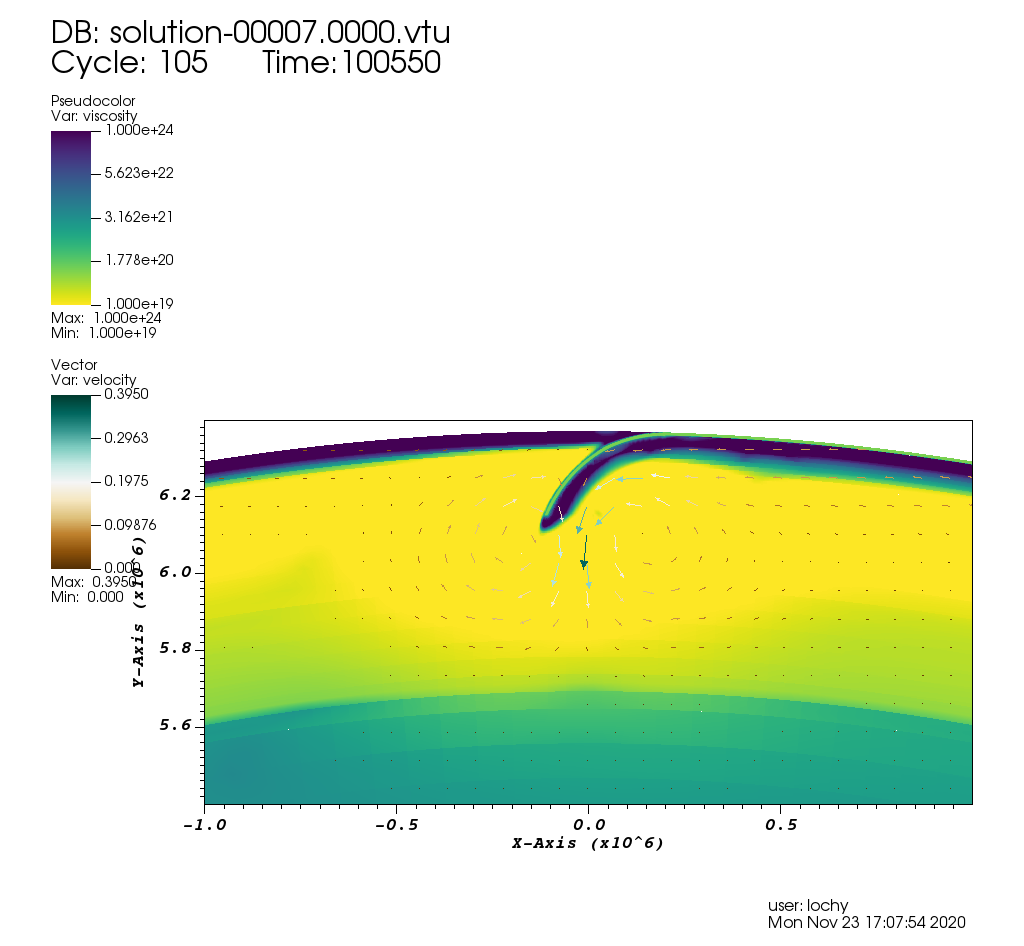 DB: solution-00007.0000.vtu
Cycle: 105 Time:100550
Pseudocolor
Var: viscosity
1.000e+24
5.623e+22
3.162e+21
1.778e+20
1.000e+19
Max: 1.000e+24
Min: 1.000e+19
Vector
Var: velocity
0.3950
0.2963
0.1975
0.09876
0.000
Max: 0.3950
Min: 0.000
Y-Axis (x10^6)
6.2
6.0
5.8
5.6
-1.0 -0.5 0.0 0.5
X-Axis (x10^6)
user: lochy
Mon Nov 23 17:07:54 2020